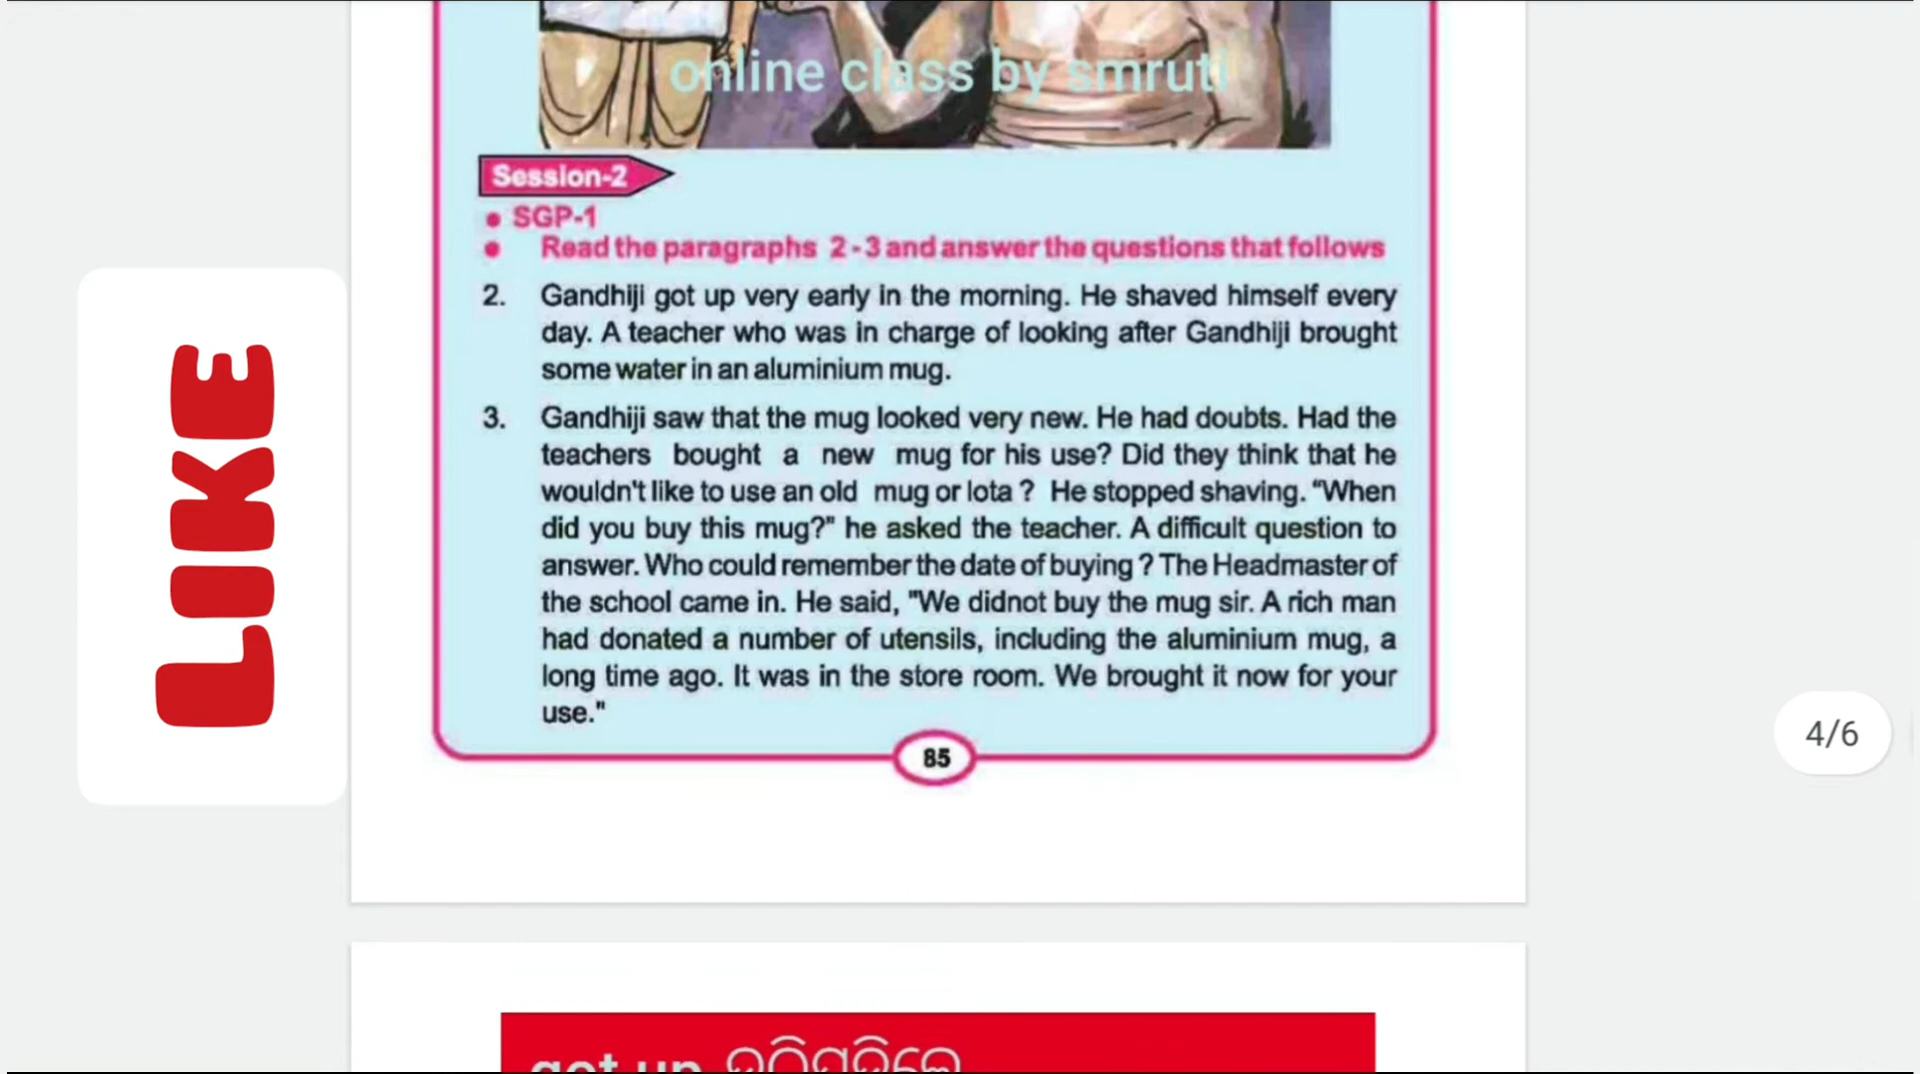 online class by smruti
Session-2
• SGP-1
• Read the paragraphs 2-3 and answer the questions that follows
2. Gandhiji got up very early in the morning. He shaved himself every
day. A teacher who was in charge of looking after Gandhiji brought
some water in an aluminium mug.
3. Gandhiji saw that the mug looked very new. He had doubts. Had the
teachers bought a new mug for his use? Did they think that he
wouldn't like to use an old mug or lota ? He stopped shaving. “When
did you buy this mug?" he asked the teacher. A difficult question to
answer. Who could remember the date of buying ? The Headmaster of
the school came in. He said, "We didnot buy the mug sir. A rich man
had donated a number of utensils, including the aluminium mug, a
long time ago. It was in the store room. We brought it now for your
use."
85
LIKE
4/6
got up